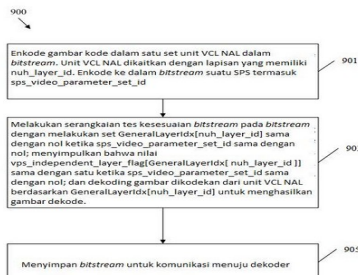 900
Enkode gambar kode dalam satu set unit VCL NAL dalam
bitstream. Unit VCL NAL dikaitkan dengan lapisan yang memiliki
nuh_layer_id. Enkode ke dalam bitstream suatu SPS termasuk
sps_video_parameter_set_id
901
Melakukan serangkaian tes kesesuaian bitstream pada bitstream
dengan melakukan set GeneralLayerIdx[nuh_layer_id] sama
dengan nol ketika sps_video_parameter_set_id sama dengan
nol; menyimpulkan bahwa nilai
vps_independent_layer_flag[GeneralLayerIdx[ nuh_layer_id ]]
sama dengan satu ketika sps_video_parameter_set_id sama
dengan nol; dan dekoding gambar dikodekan dari unit VCL NAL
berdasarkan GeneralLayerIdx[nuh_layer_id] untuk menghasilkan
gambar dekode.
Menyimpan bitstream untuk komunikasi menuju dekoder
905